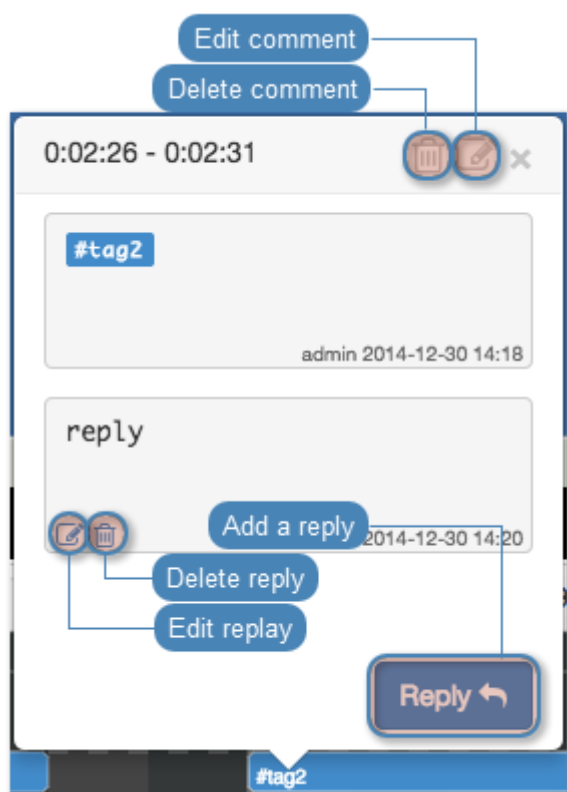 Edit comment
Delete comment
0:02:26 - 0:02:31
#tag2
admin 2014-12-30 14:18
reply
Add a reply
2014-12-30 14:20
Delete reply
Edit replay
Reply
#tag2